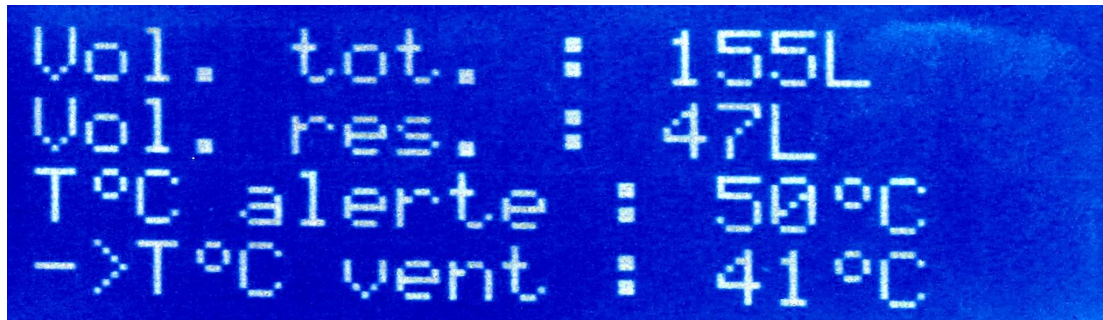 Vol. tot. : 155L
Vol. res. : 47L
T°C alerte : 50°C
->T°C vent : 41°C